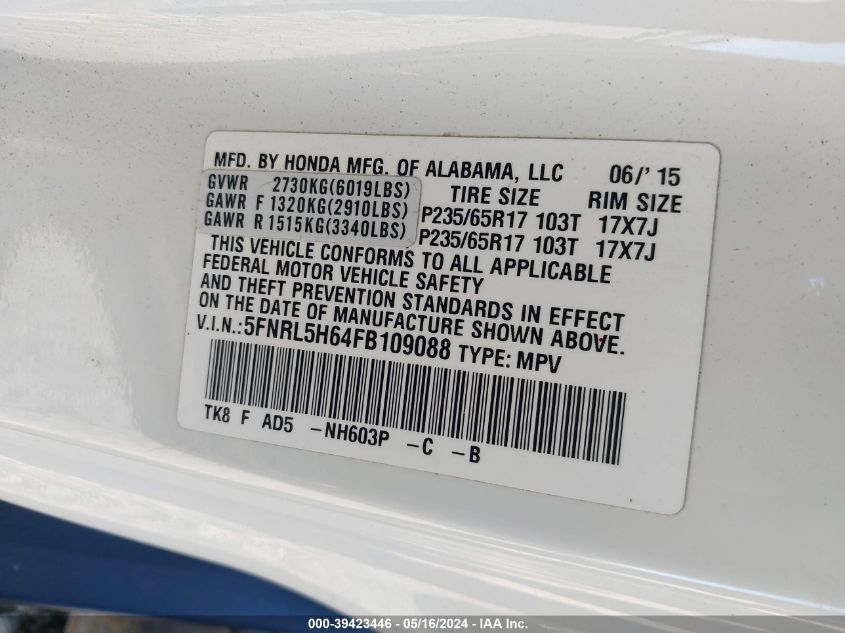 MFD. BY HONDA MFG. OF ALABAMA, LLC 06/' 15
GVWR 2730KG(6019LBS) TIRE SIZE RIM SIZE
GAWR F 1320KG(2910LBS) P235/65R17 103T 17X7J
GAWR R 1515KG(3340LBS) P235/65R17 103T 17X7J
THIS VEHICLE CONFORMS TO ALL APPLICABLE
FEDERAL MOTOR VEHICLE SAFETY
AND THEFT PREVENTION STANDARDS IN EFFECT
ON THE DATE OF MANUFACTURE SHOWN ABOVE.
V.I.N.:5FNRL5H64FB109088 TYPE: MPV
TK8 F AD5 -NH603P -C -B
000-39423446 - 05/16/2024 - IAA Inc.